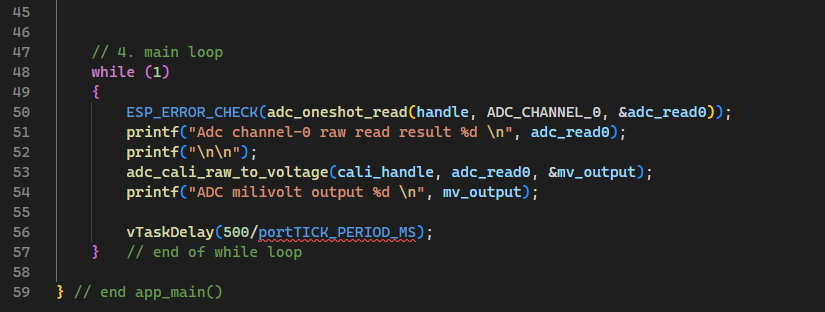 45
46
47 // 4. main loop
48 while (1)
49 {
50 ESP_ERROR_CHECK(adc_oneshot_read(handle, ADC_CHANNEL_0, &adc_read0));
51 printf("Adc channel-0 raw read result %d \n", adc_read0);
52 printf("\n\n");
53 adc_cali_raw_to_voltage(cali_handle, adc_read0, &mv_output);
54 printf("ADC milivolt output %d \n", mv_output);
55
56 vTaskDelay(500/portTICK_PERIOD_MS);
57 } // end of while loop
58
59 } // end app_main()